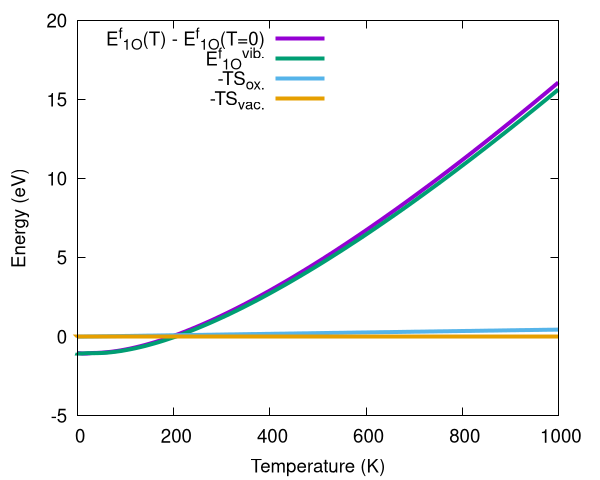 E^f_1O(T) - E^f_1O(T=0)
E^f_1O^vib.
-TS_ox.
-TS_vac.
20
15
10
5
0
-5
Energy (eV)
0 200 400 600 800 1000
Temperature (K)